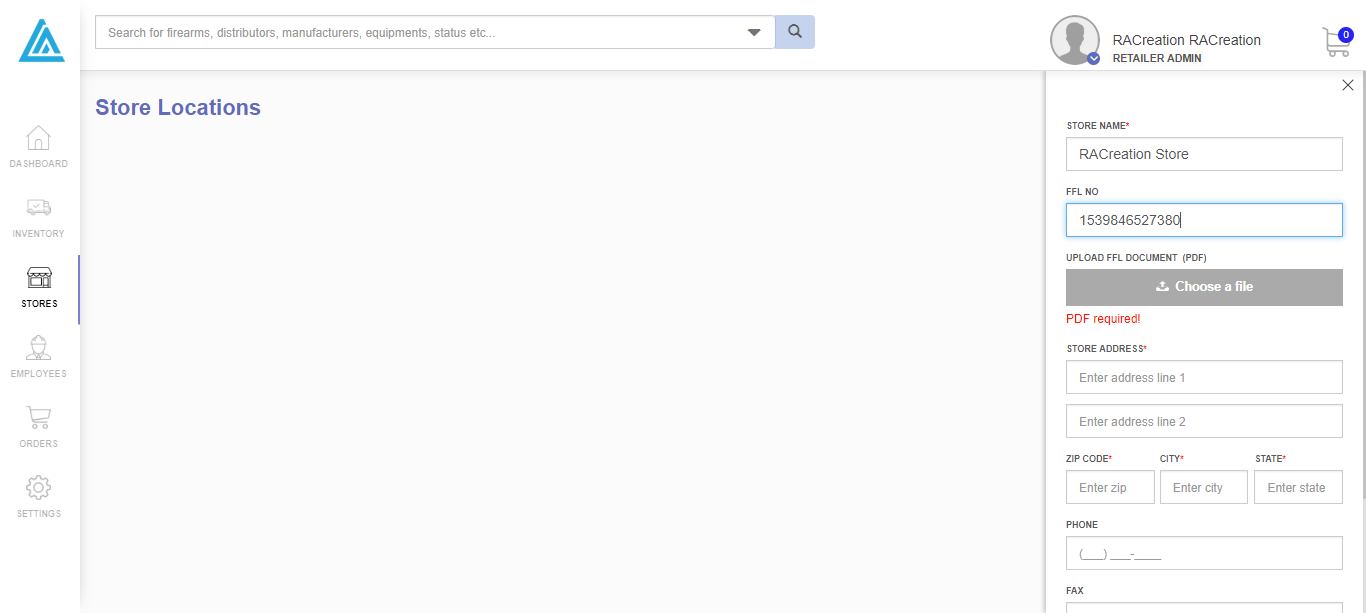 Search for firearms, distributors, manufacturers, equipments, status etc...
RACreation RACreation
RETAILER ADMIN
0
DASHBOARD
INVENTORY
STORES
EMPLOYEES
ORDERS
SETTINGS
Store Locations
STORE NAME*
RACreation Store
FFL NO
1539846527380
UPLOAD FFL DOCUMENT (PDF)
Choose a file
PDF required!
STORE ADDRESS*
Enter address line 1
Enter address line 2
ZIP CODE* CITY* STATE*
Enter zip Enter city Enter state
PHONE
(___) ___-____
FAX